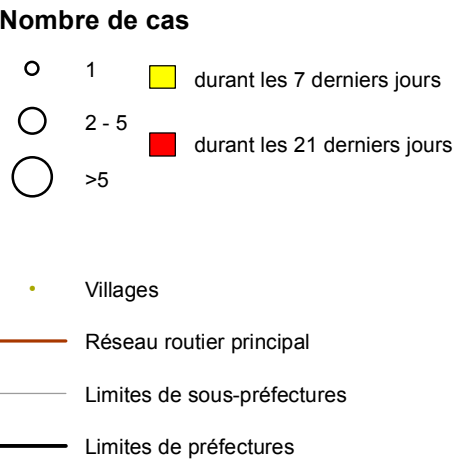 Nombre de cas
1
durant les 7 derniers jours
2 - 5
durant les 21 derniers jours
>5
Villages
Réseau routier principal
Limites de sous-préfectures
Limites de préfectures